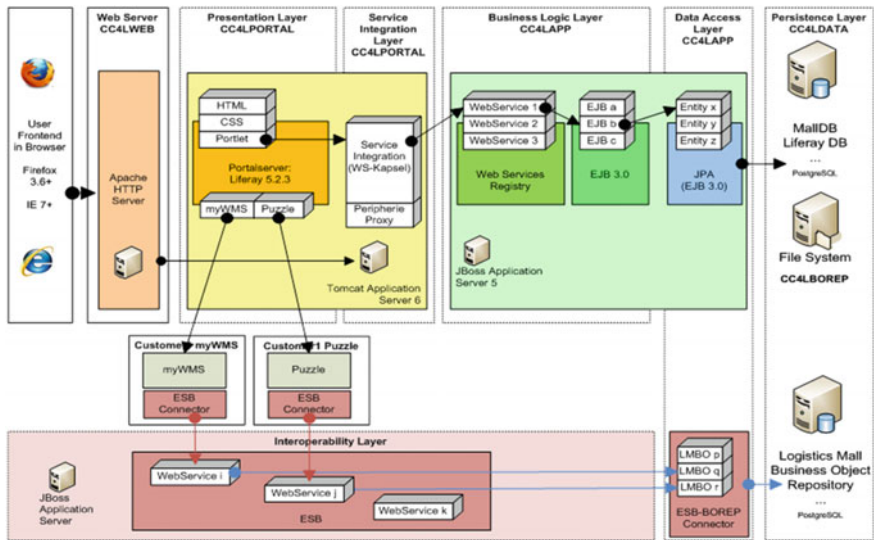 Web Server
CC4LWEB
Presentation Layer
CC4LPORTAL
Service
Integration
Layer
CC4LPORTAL
Business Logic Layer
CC4LAPP
Data Access
Layer
CC4LAPP
Persistence Layer
CC4LDATA
User
Frontend
in Browser
Firefox
3.6+
IE 7+
Apache
HTTP
Server
HTML
CSS
Portlet
Portalserver:
Liferay 5.2.3
myWMS
Puzzle
Service
Integration
(WS-Kapsel)
Peripherie
Proxy
Tomcat Application
Server 6
WebService 1
WebService 2
WebService 3
Web Services
Registry
EJB a
EJB b
EJB c
EJB 3.0
Entity x
Entity y
Entity z
JPA
(EJB 3.0)
JBoss Application
Server 5
MallDB
Liferay DB
...
PostgreSQL
File System
CC4LBOREP
myWMS
myWMS
ESB
Connector
Puzzle
Puzzle
ESB
Connector
Interoperability Layer
JBoss
Application
Server
WebService i
WebService j
WebService k
ESB
LMBO p
LMBO q
LMBO r
ESB-BOREP
Connector
Logistics Mall
Business Object
Repository
...
PostgreSQL